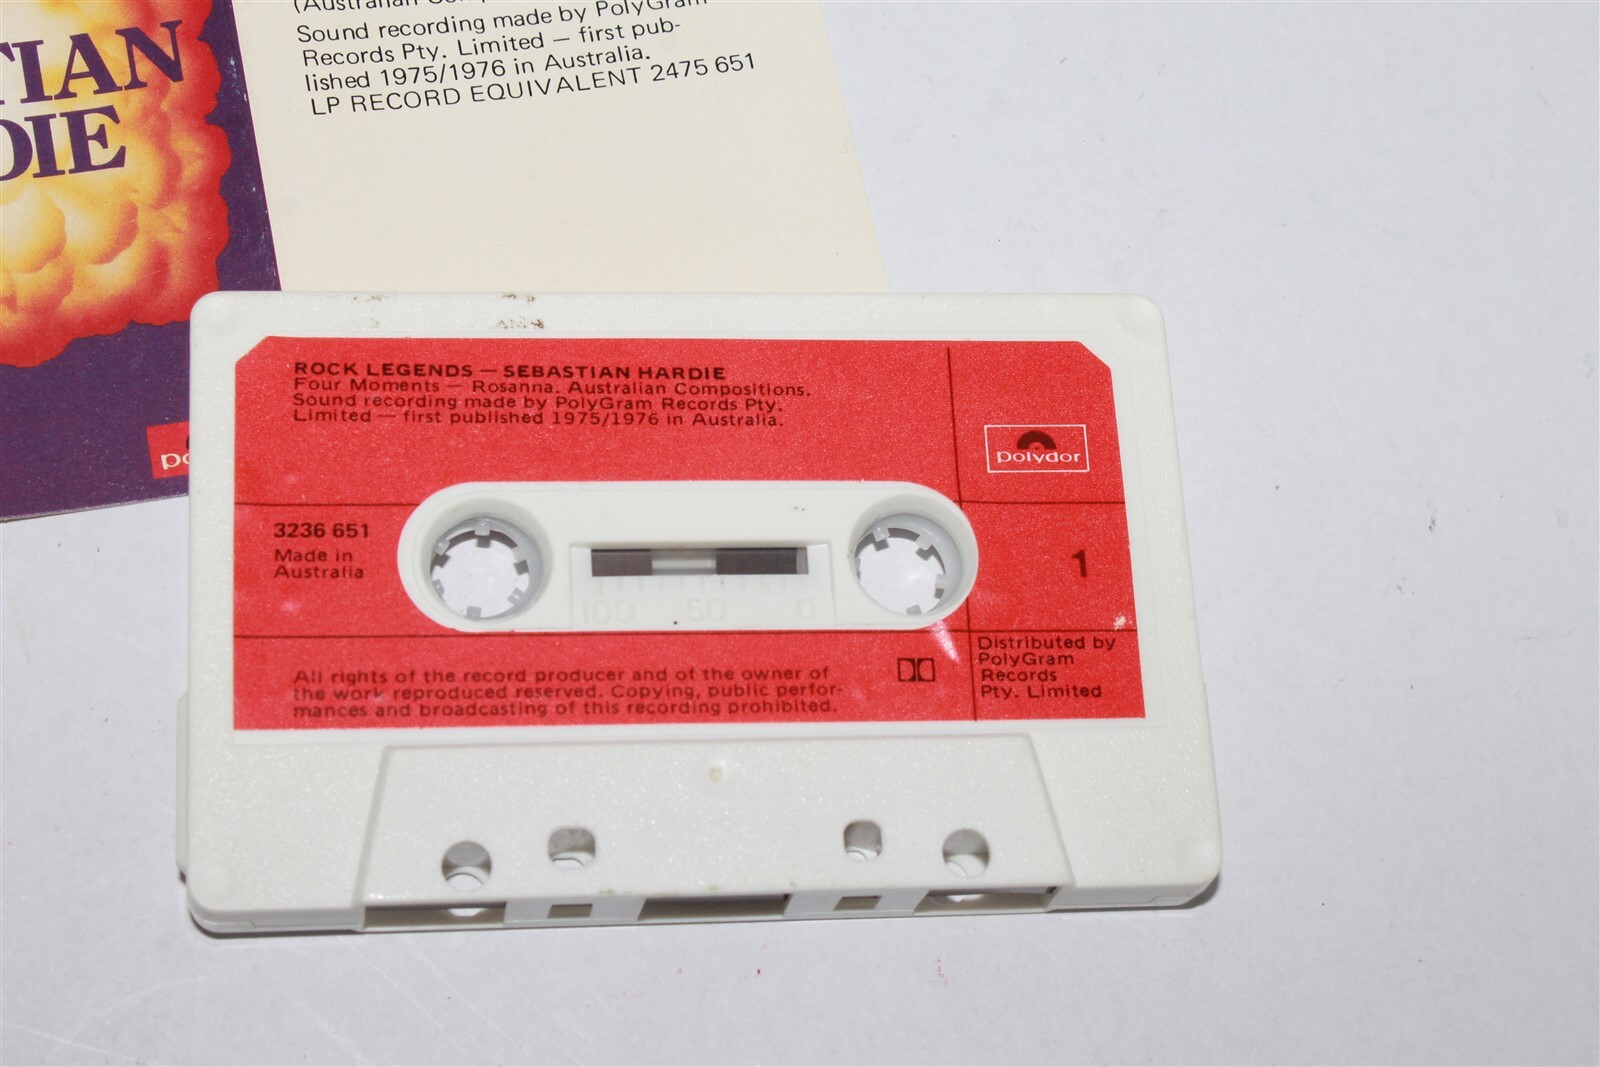 TIAN
DIE
(Australian
Sound recording made by PolyGram
Records Pty. Limited — first pub-
lished 1975/1976 in Australia.
LP RECORD EQUIVALENT 2475 651
ROCK LEGENDS — SEBASTIAN HARDIE
Four Moments — Rosanna. Australian Compositions.
Sound recording made by PolyGram Records Pty.
Limited — first published 1975/1976 in Australia.
polydor
3236 651
Made in
Australia
1
100 50 0
Distributed by
PolyGram
Records
Pty. Limited
All rights of the record producer and of the owner of
the work reproduced reserved. Copying, public perfor-
mances and broadcasting of this recording prohibited.